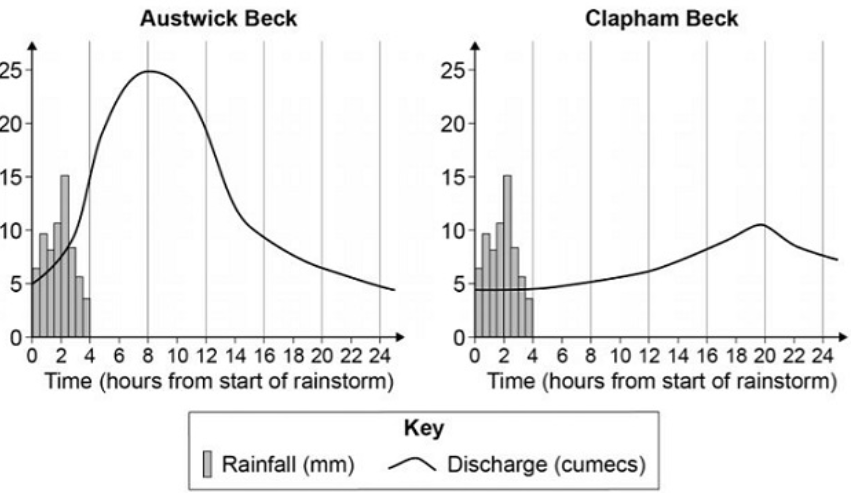 Austwick Beck
25
20
15
10
5
0
0 2 4 6 8 10 12 14 16 18 20 22 24
Time (hours from start of rainstorm)
Clapham Beck
25
20
15
10
5
0
0 2 4 6 8 10 12 14 16 18 20 22 24
Time (hours from start of rainstorm)
Key
Rainfall (mm) Discharge (cumecs)